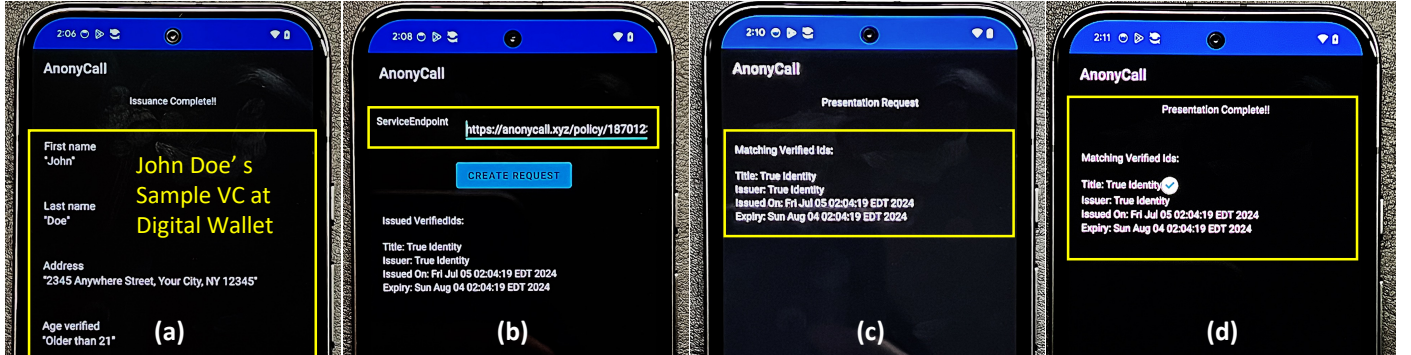 2:06
AnonyCall
Issuance Complete!!
First name
"John"
Last name
"Doe"
Address
"2345 Anywhere Street, Your City, NY 12345"
Age verified
"Older than 21"
John Doe' s
Sample VC at
Digital Wallet
(a)
2:08
AnonyCall
ServiceEndpoint
https://anonycall.xyz/policy/187012
CREATE REQUEST
Issued VerifiedIds:
Title: True Identity
Issuer: True Identity
Issued On: Fri Jul 05 02:04:19 EDT 2024
Expiry: Sun Aug 04 02:04:19 EDT 2024
(b)
2:10
AnonyCall
Presentation Request
Matching Verified Ids:
Title: True Identity
Issuer: True Identity
Issued On: Fri Jul 05 02:04:19 EDT 2024
Expiry: Sun Aug 04 02:04:19 EDT 2024
(c)
2:11
AnonyCall
Presentation Complete!!
Matching Verified Ids:
Title: True Identity
Issuer: True Identity
Issued On: Fri Jul 05 02:04:19 EDT 2024
Expiry: Sun Aug 04 02:04:19 EDT 2024
(d)